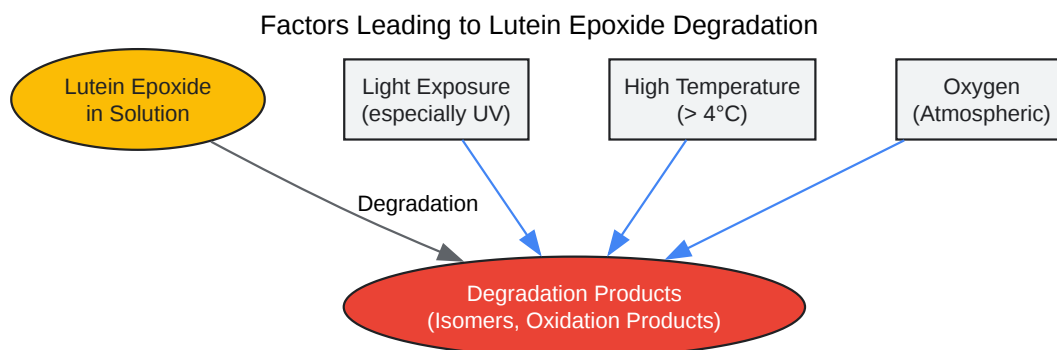 Factors Leading to Lutein Epoxide Degradation
Lutein Epoxide
in Solution
Light Exposure
(especially UV)
High Temperature
(> 4°C)
Oxygen
(Atmospheric)
Degradation
Degradation Products
(Isomers, Oxidation Products)